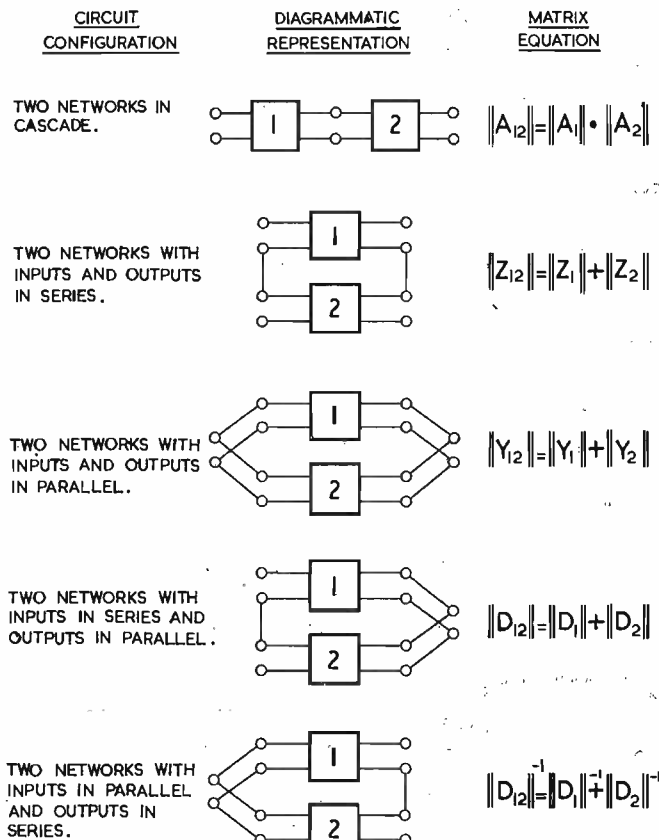 CIRCUIT CONFIGURATION
DIAGRAMMATIC REPRESENTATION
MATRIX EQUATION
TWO NETWORKS IN
CASCADE.
1 2
‖A₁₂‖=‖A₁‖•‖A₂‖
TWO NETWORKS WITH
INPUTS AND OUTPUTS
IN SERIES.
1
2
‖Z₁₂‖=‖Z₁‖+‖Z₂‖
TWO NETWORKS WITH
INPUTS AND OUTPUTS
IN PARALLEL.
1
2
‖Y₁₂‖=‖Y₁‖+‖Y₂‖
TWO NETWORKS WITH
INPUTS IN SERIES AND
OUTPUTS IN PARALLEL.
1
2
‖D₁₂‖=‖D₁‖+‖D₂‖
TWO NETWORKS WITH
INPUTS IN PARALLEL
AND OUTPUTS IN
SERIES.
1
2
‖D₁₂‖⁻¹=‖D₁‖⁻¹+‖D₂‖⁻¹